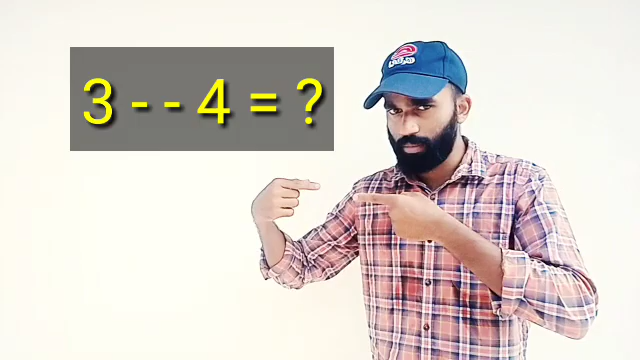 3 - - 4 = ?